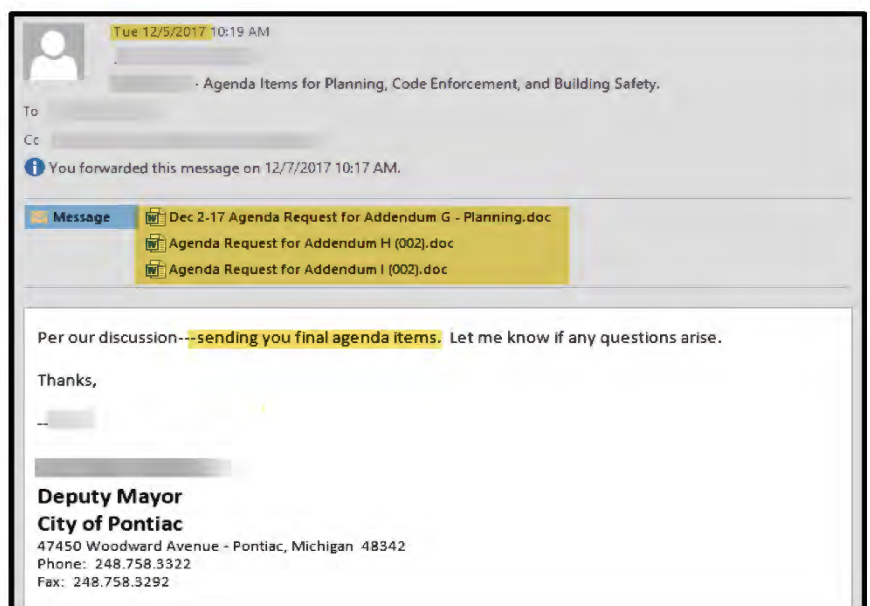 Tue 12/5/2017 10:19 AM
- Agenda Items for Planning, Code Enforcement, and Building Safety.
To
Cc
You forwarded this message on 12/7/2017 10:17 AM.
Message
Dec 2-17 Agenda Request for Addendum G - Planning.doc
Agenda Request for Addendum H (002).doc
Agenda Request for Addendum I (002).doc
Per our discussion---sending you final agenda items. Let me know if any questions arise.
Thanks,
--
Deputy Mayor
City of Pontiac
47450 Woodward Avenue - Pontiac, Michigan 48342
Phone: 248.758.3322
Fax: 248.758.3292